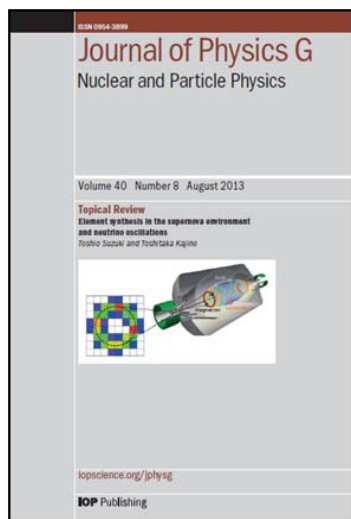 ISSN 0954-3899
Journal of Physics G
Nuclear and Particle Physics
Volume 40 Number 8 August 2013
Topical Review
Element synthesis in the supernova environment
and neutrino oscillations
Toshio Suzuki and Toshitaka Kajino
iopscience.org/jphysg
IOP Publishing